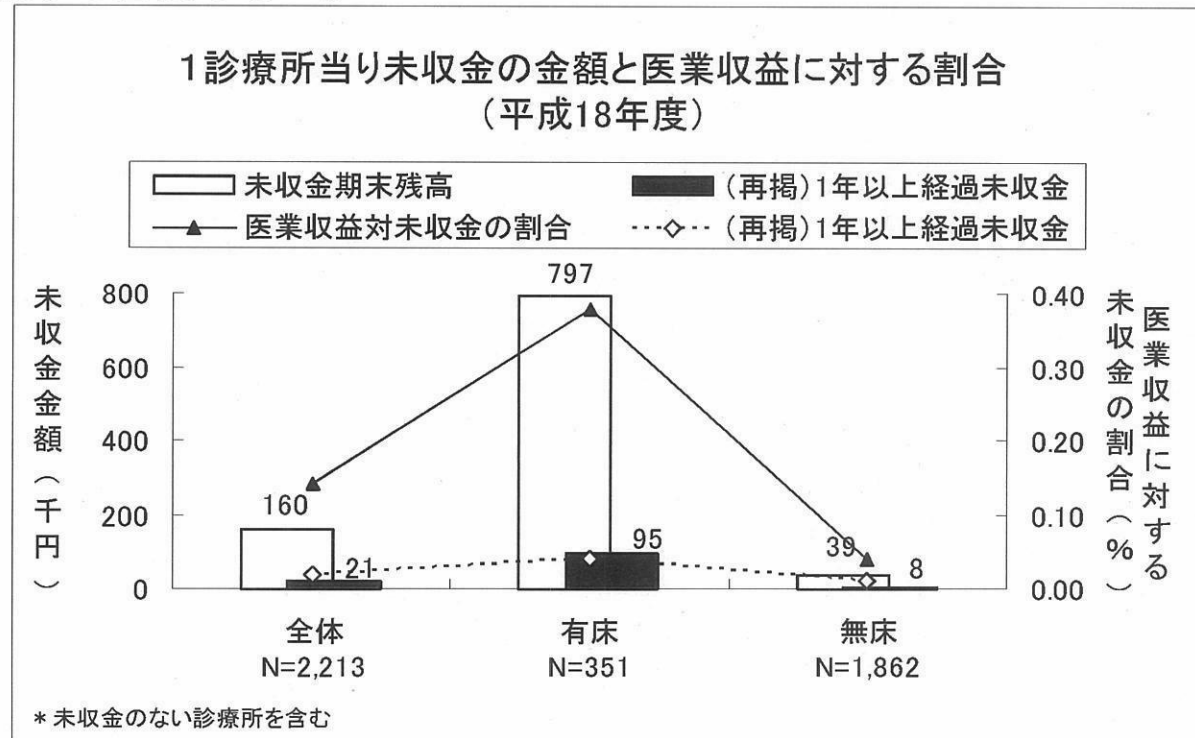 1診療所当り未収金の金額と医業収益に対する割合
（平成18年度）
未収金期末残高
（再掲）1年以上経過未収金
医業収益対未収金の割合
（再掲）1年以上経過未収金
未収金金額（千円）
800
600
400
200
0
160
21
797
95
39
8
0.40
0.30
0.20
0.10
0.00
医業収益に対する
未収金の割合（%）
全体
N=2,213
有床
N=351
無床
N=1,862
* 未収金のない診療所を含む